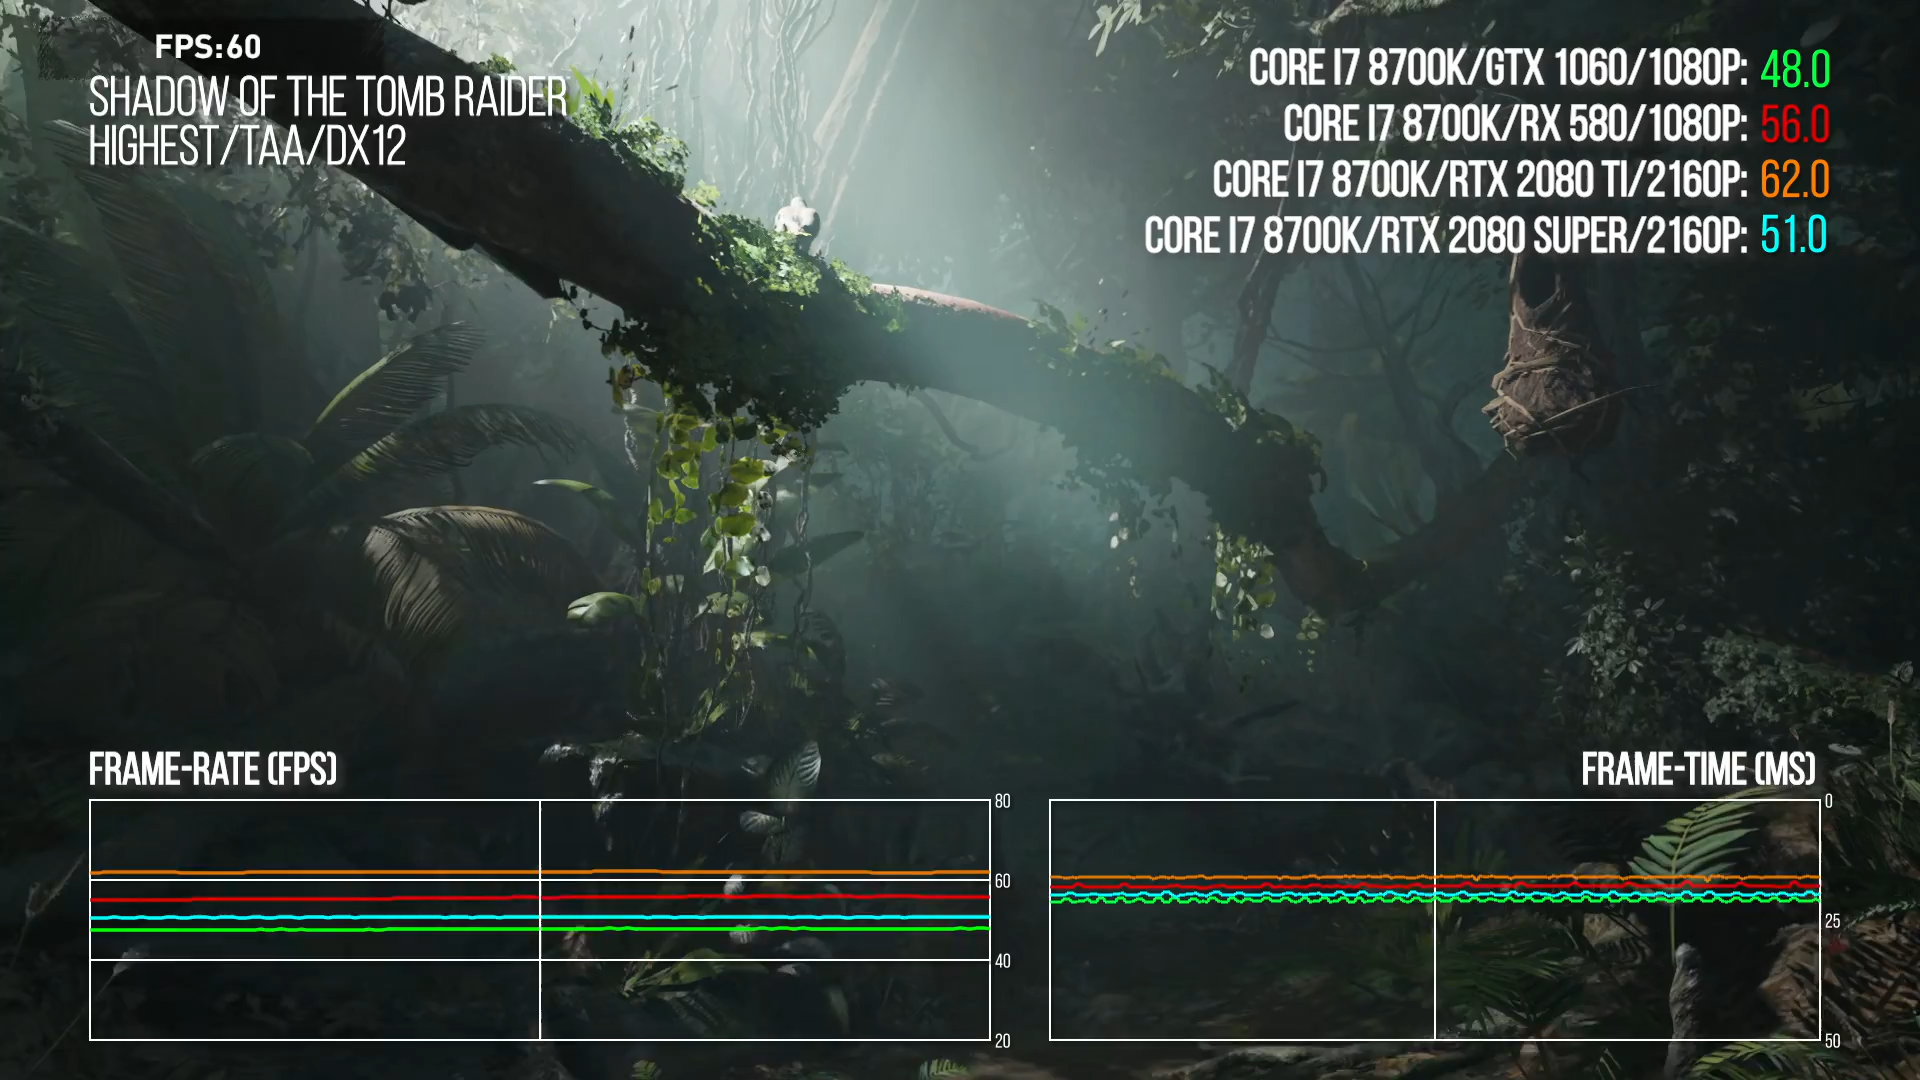 FPS:60
SHADOW OF THE TOMB RAIDER
HIGHEST/TAA/DX12
CORE I7 8700K/GTX 1060/1080P: 48.0
CORE I7 8700K/RX 580/1080P: 56.0
CORE I7 8700K/RTX 2080 TI/2160P: 62.0
CORE I7 8700K/RTX 2080 SUPER/2160P: 51.0
FRAME-RATE (FPS)
80
60
40
20
FRAME-TIME (MS)
0
25
50